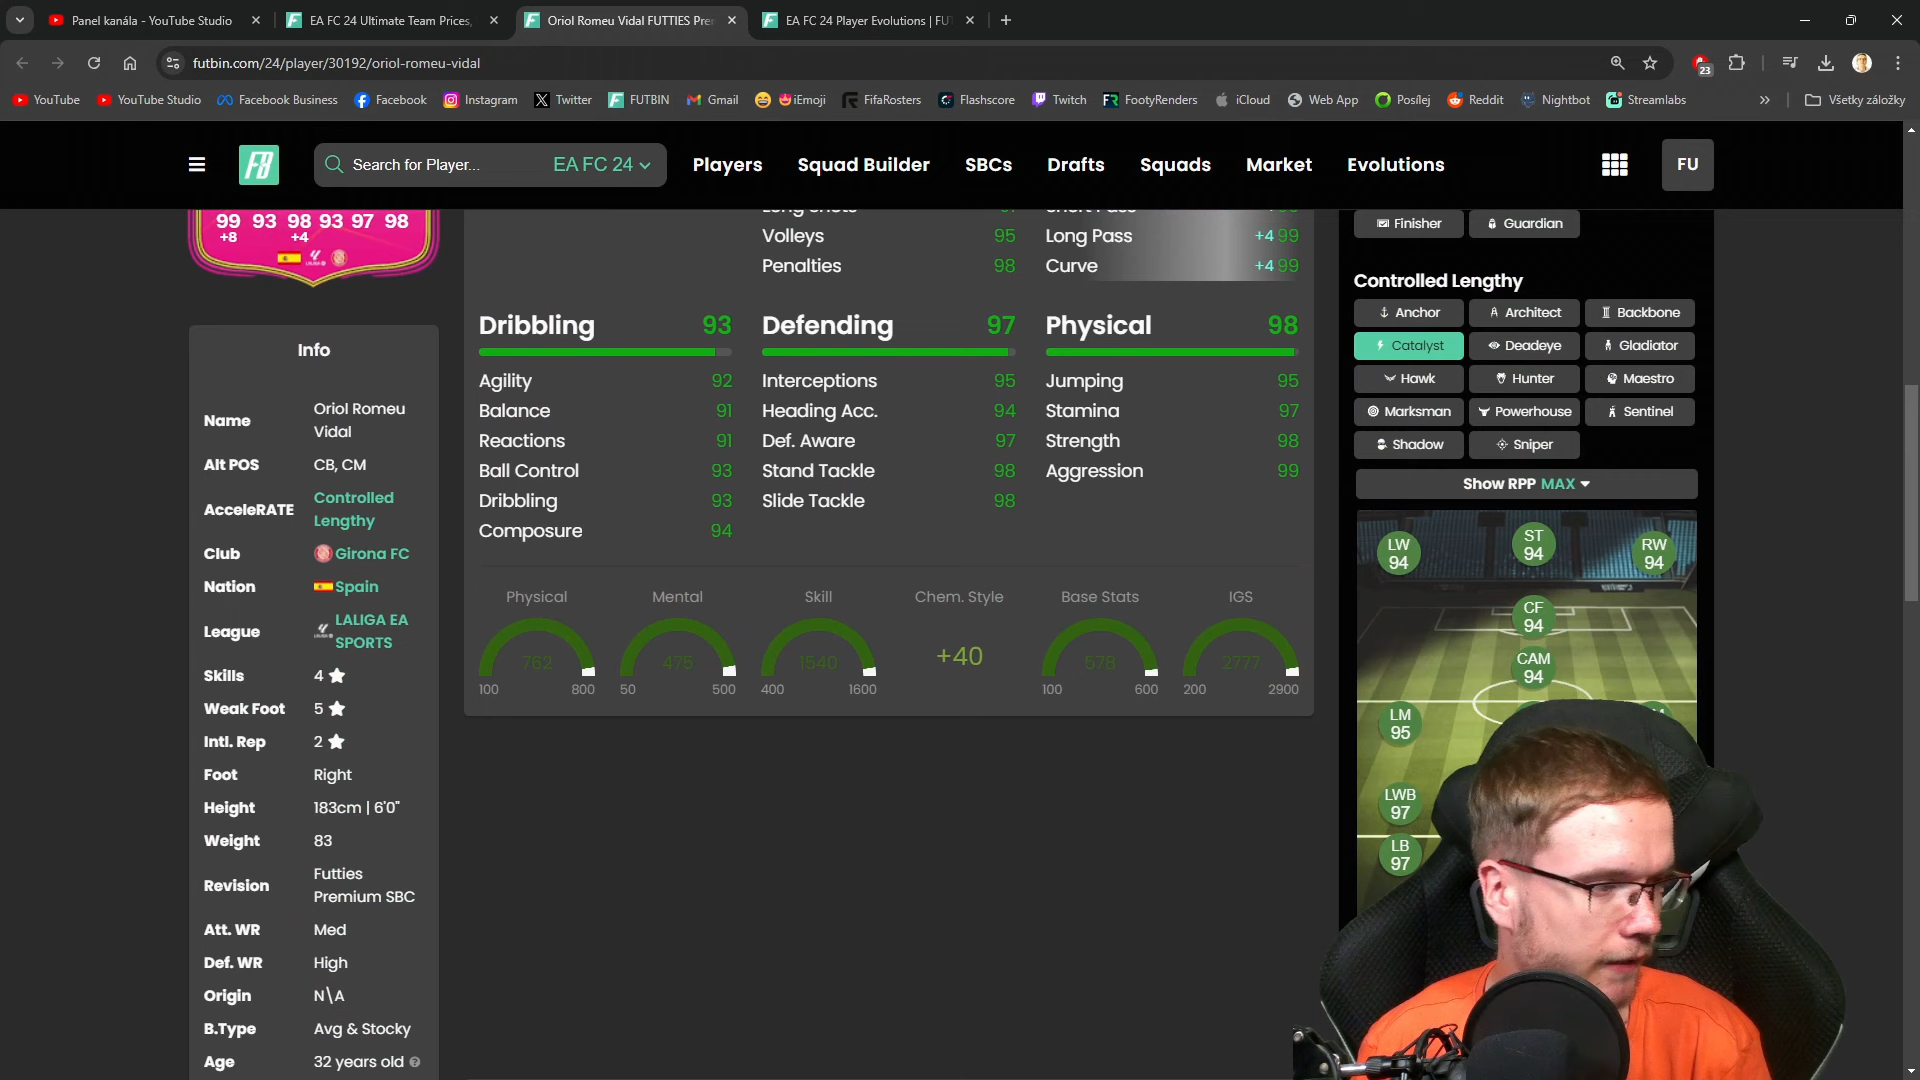 Panel kanála - YouTube Studio
EA FC 24 Ultimate Team Prices,
Oriol Romeu Vidal FUTTIES Pre
EA FC 24 Player Evolutions | FU
futbin.com/24/player/30192/oriol-romeu-vidal
23
YouTube YouTube Studio Facebook Business Facebook Instagram Twitter FUTBIN Gmail iEmoji FifaRosters Flashscore Twitch FootyRenders iCloud Web App Posílej Reddit Nightbot Streamlabs » Všetky záložky
Search for Player... EA FC 24 Players Squad Builder SBCs Drafts Squads Market Evolutions FU
99 93 98 93 97 98
+8 +4
Info
Name Oriol Romeu
Vidal
Alt POS CB, CM
AcceleRATE Controlled
Lengthy
Club Girona FC
Nation Spain
League LALIGA EA
SPORTS
Skills 4
Weak Foot 5
Intl. Rep 2
Foot Right
Height 183cm | 6'0"
Weight 83
Revision Futties
Premium SBC
Att. WR Med
Def. WR High
Origin N\A
B.Type Avg & Stocky
Age 32 years old
Volleys 95
Penalties 98
Long Pass +4 99
Curve +4 99
Dribbling 93
Agility 92
Balance 91
Reactions 91
Ball Control 93
Dribbling 93
Composure 94
Defending 97
Interceptions 95
Heading Acc. 94
Def. Aware 97
Stand Tackle 98
Slide Tackle 98
Physical 98
Jumping 95
Stamina 97
Strength 98
Aggression 99
Physical Mental Skill Chem. Style Base Stats IGS
762 475 1540 +40 578 2777
100 800 50 500 400 1600 100 600 200 2900
Finisher Guardian
Controlled Lengthy
Anchor Architect Backbone
Catalyst Deadeye Gladiator
Hawk Hunter Maestro
Marksman Powerhouse Sentinel
Shadow Sniper
Show RPP MAX
LW
94
ST
94
RW
94
CF
94
CAM
94
LM
95
LWB
97
LB
97